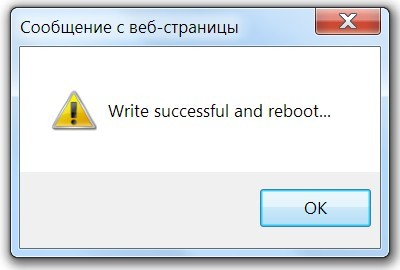 Сообщение с веб-страницы
Write successful and reboot...
OK